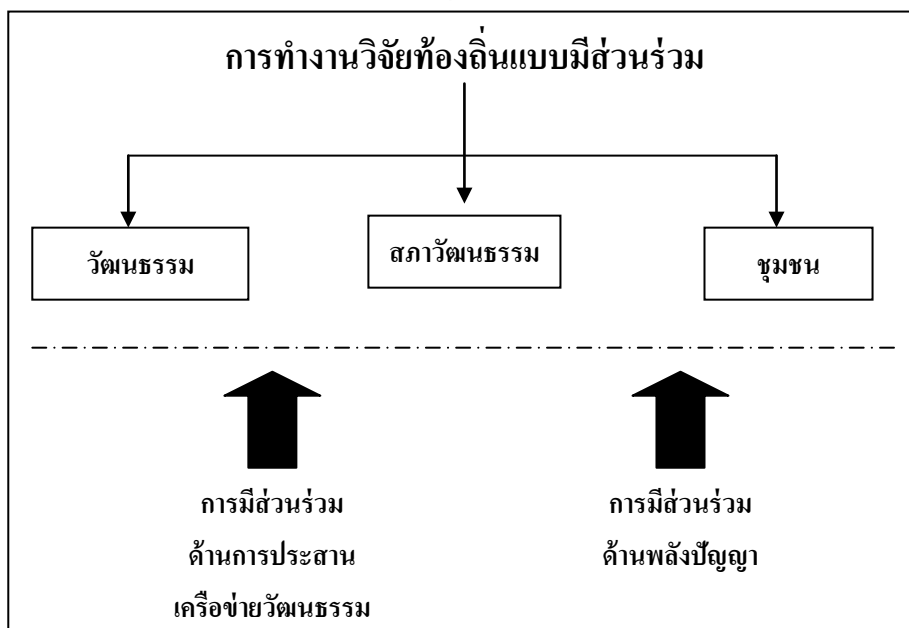 การทำงานวิจัยท้องถิ่นแบบมีส่วนร่วม
วัฒนธรรม
สภาวัฒนธรรม
ชุมชน
การมีส่วนร่วม
ด้านการประสาน
เครือข่ายวัฒนธรรม
การมีส่วนร่วม
ด้านพลังปัญญา